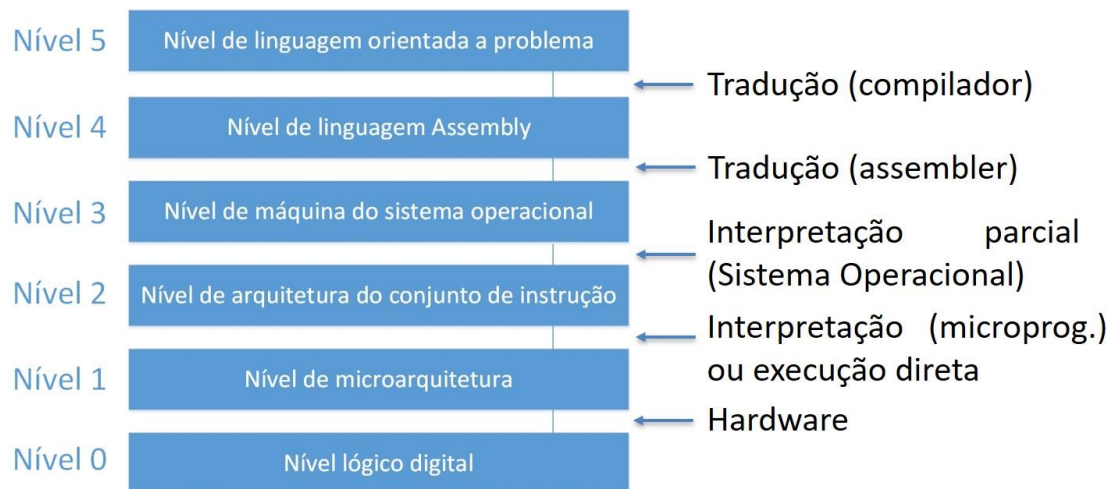 Nível 5
Nível de linguagem orientada a problema
Tradução (compilador)
Nível 4
Nível de linguagem Assembly
Tradução (assembler)
Nível 3
Nível de máquina do sistema operacional
Interpretação parcial
(Sistema Operacional)
Nível 2
Nível de arquitetura do conjunto de instrução
Interpretação (microprog.)
ou execução direta
Nível 1
Nível de microarquitetura
Hardware
Nível 0
Nível lógico digital